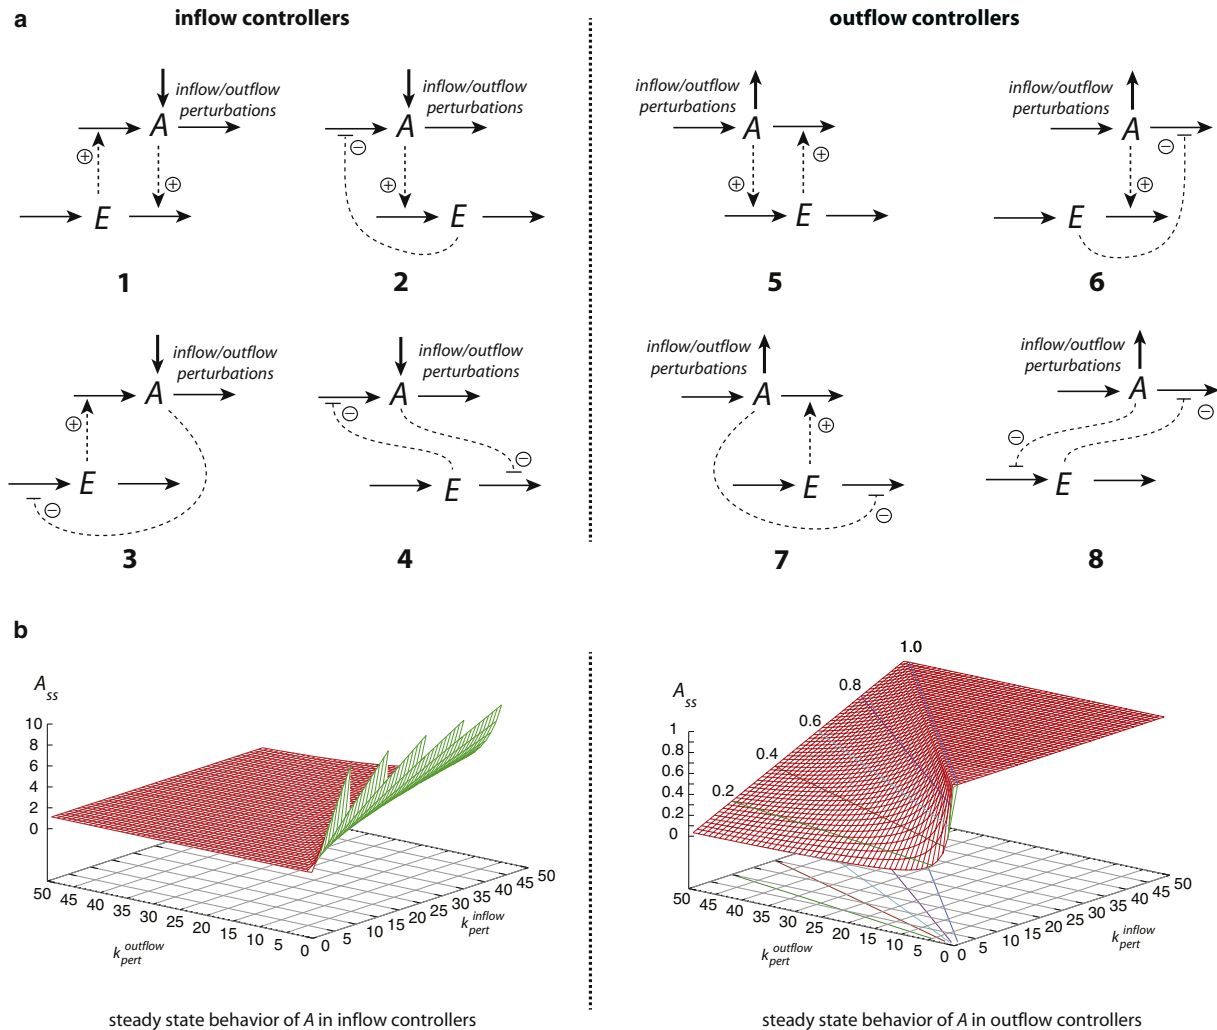 a
inflow controllers
outflow controllers
inflow/outflow
perturbations
A
⊕
⊕
E
1
inflow/outflow
perturbations
A
⊖
⊕
E
2
inflow/outflow
perturbations
A
⊕
⊕
E
5
inflow/outflow
perturbations
A
⊖
⊕
E
6
inflow/outflow
perturbations
A
⊕
E
⊖
3
inflow/outflow
perturbations
A
⊖
⊖
E
4
inflow/outflow
perturbations
A
⊕
E
⊖
7
inflow/outflow
perturbations
A
⊖
⊖
E
8
b
A_ss
10
8
6
4
2
0
50 45 40 35 30 25 20 15 10 5 0
k_pert^outflow
0 5 10 15 20 25 30 35 40 45 50
k_pert^inflow
steady state behavior of A in inflow controllers
A_ss
1
0.8
0.6
0.5
0.4
0.2
0
1.0
0.8
0.6
0.4
0.2
50 45 40 35 30 25 20 15 10 5 0
k_pert^outflow
0 5 10 15 20 25 30 35 40 45 50
k_pert^inflow
steady state behavior of A in outflow controllers